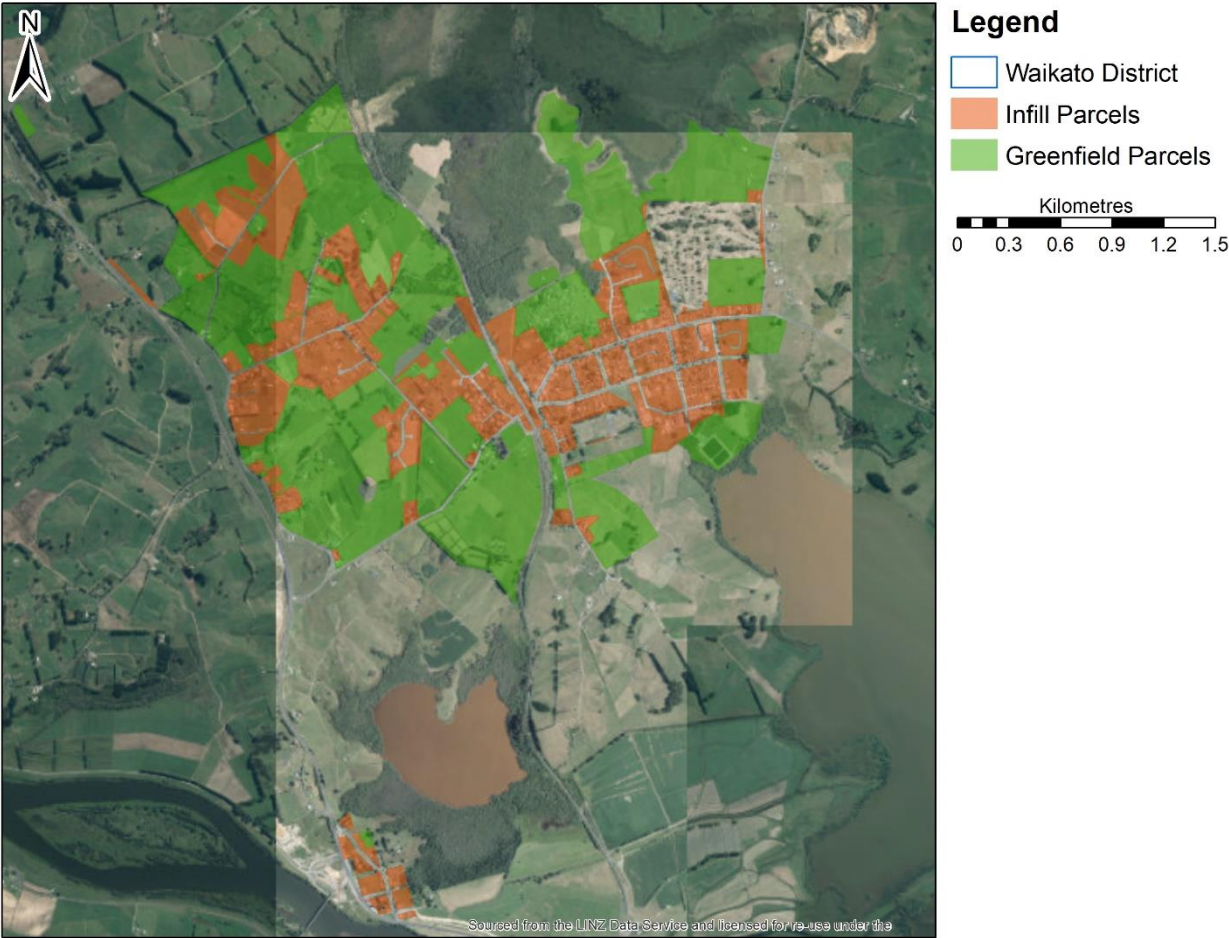 N
Legend
Waikato District
Infill Parcels
Greenfield Parcels
Kilometres
0 0.3 0.6 0.9 1.2 1.5
Sourced from the LINZ Data Service and licensed for re-use under the